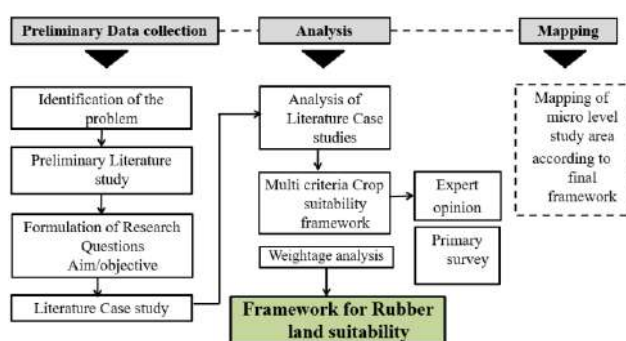 Preliminary Data collection
Analysis
Mapping
Identification of the
problem
Preliminary Literature
study
Formulation of Research
Questions
Aim/objective
Literature Case study
Analysis of
Literature Case
studies
Multi criteria Crop
suitability
framework
Weightage analysis
Framework for Rubber
land suitability
Expert
opinion
Primary
survey
Mapping of
micro level
study area
according to
final
framework